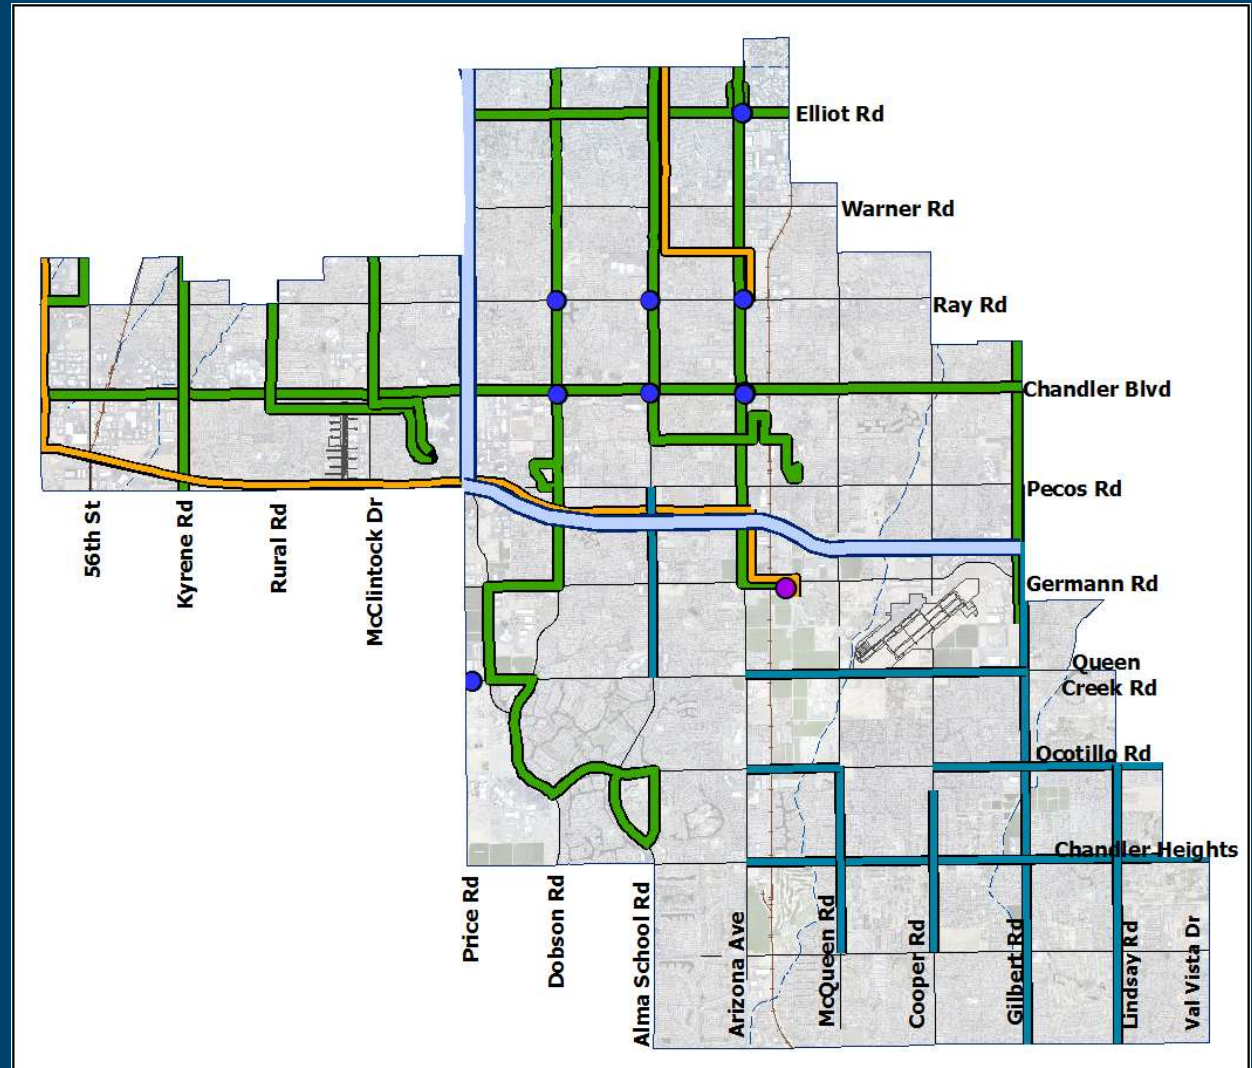 Elliot Rd
Warner Rd
Ray Rd
Chandler Blvd
Pecos Rd
56th St
Kyrene Rd
Rural Rd
McClintock Dr
Germann Rd
Queen
Creek Rd
Ocotillo Rd
Chandler Heights
Price Rd
Dobson Rd
Alma School Rd
Arizona Ave
McQueen Rd
Cooper Rd
Gilbert Rd
Lindsay Rd
Val Vista Dr